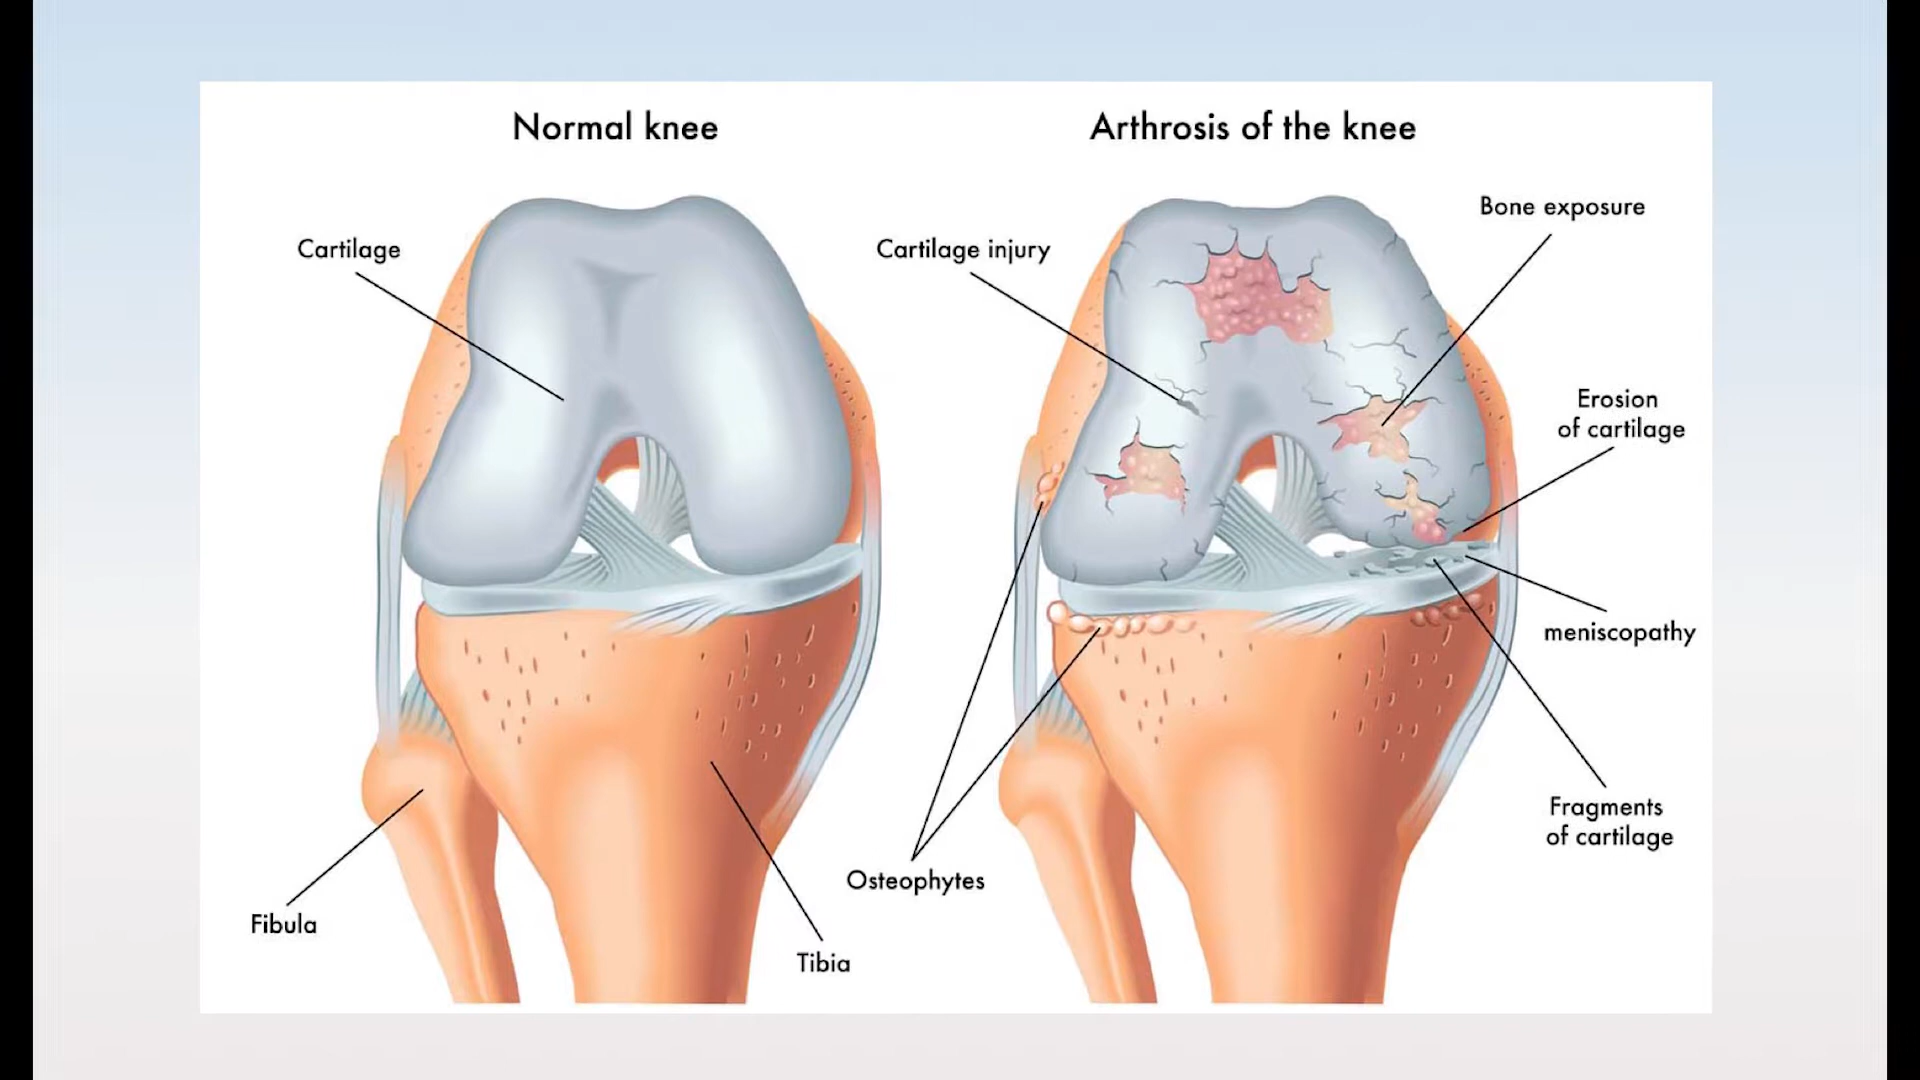 Normal knee
Arthrosis of the knee
Bone exposure
Cartilage
Cartilage injury
Erosion
of cartilage
meniscopathy
Fragments
of cartilage
Osteophytes
Fibula
Tibia